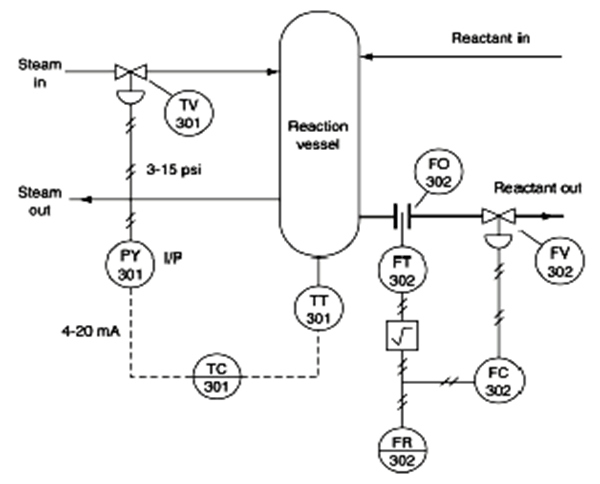 Steam
in
Reactant in
TV
301
Reaction
vessel
3-15 psi
FO
302
Steam
out
Reactant out
PY
301
I/P
FT
302
FV
302
TT
301
4-20 mA
√
TC
301
FC
302
FR
302